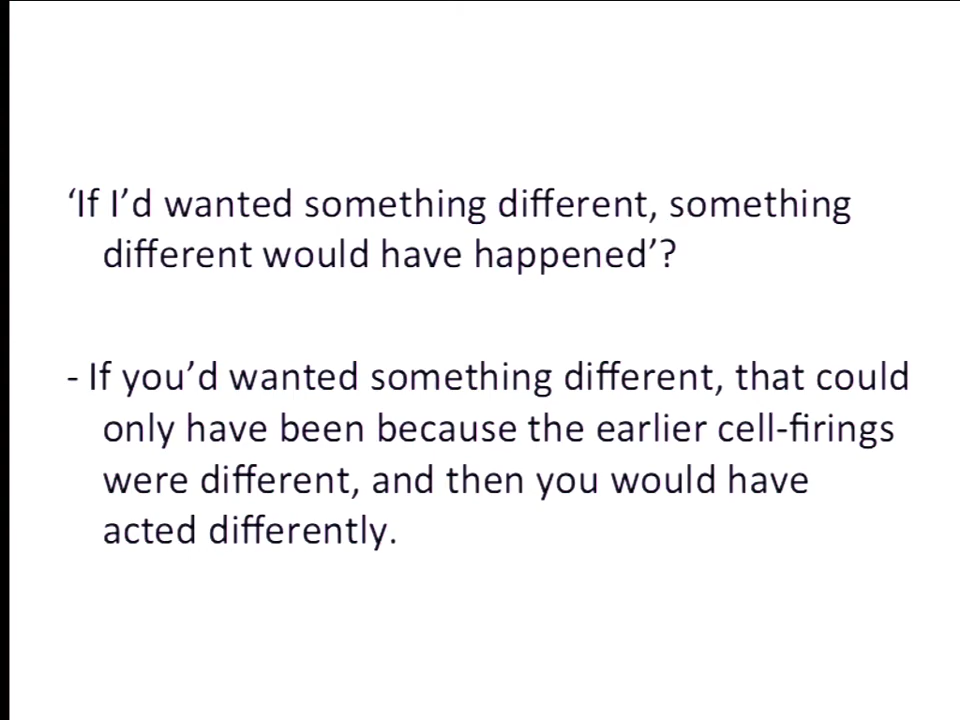 ‘If I’d wanted something different, something
different would have happened’?
- If you’d wanted something different, that could
only have been because the earlier cell-firings
were different, and then you would have
acted differently.